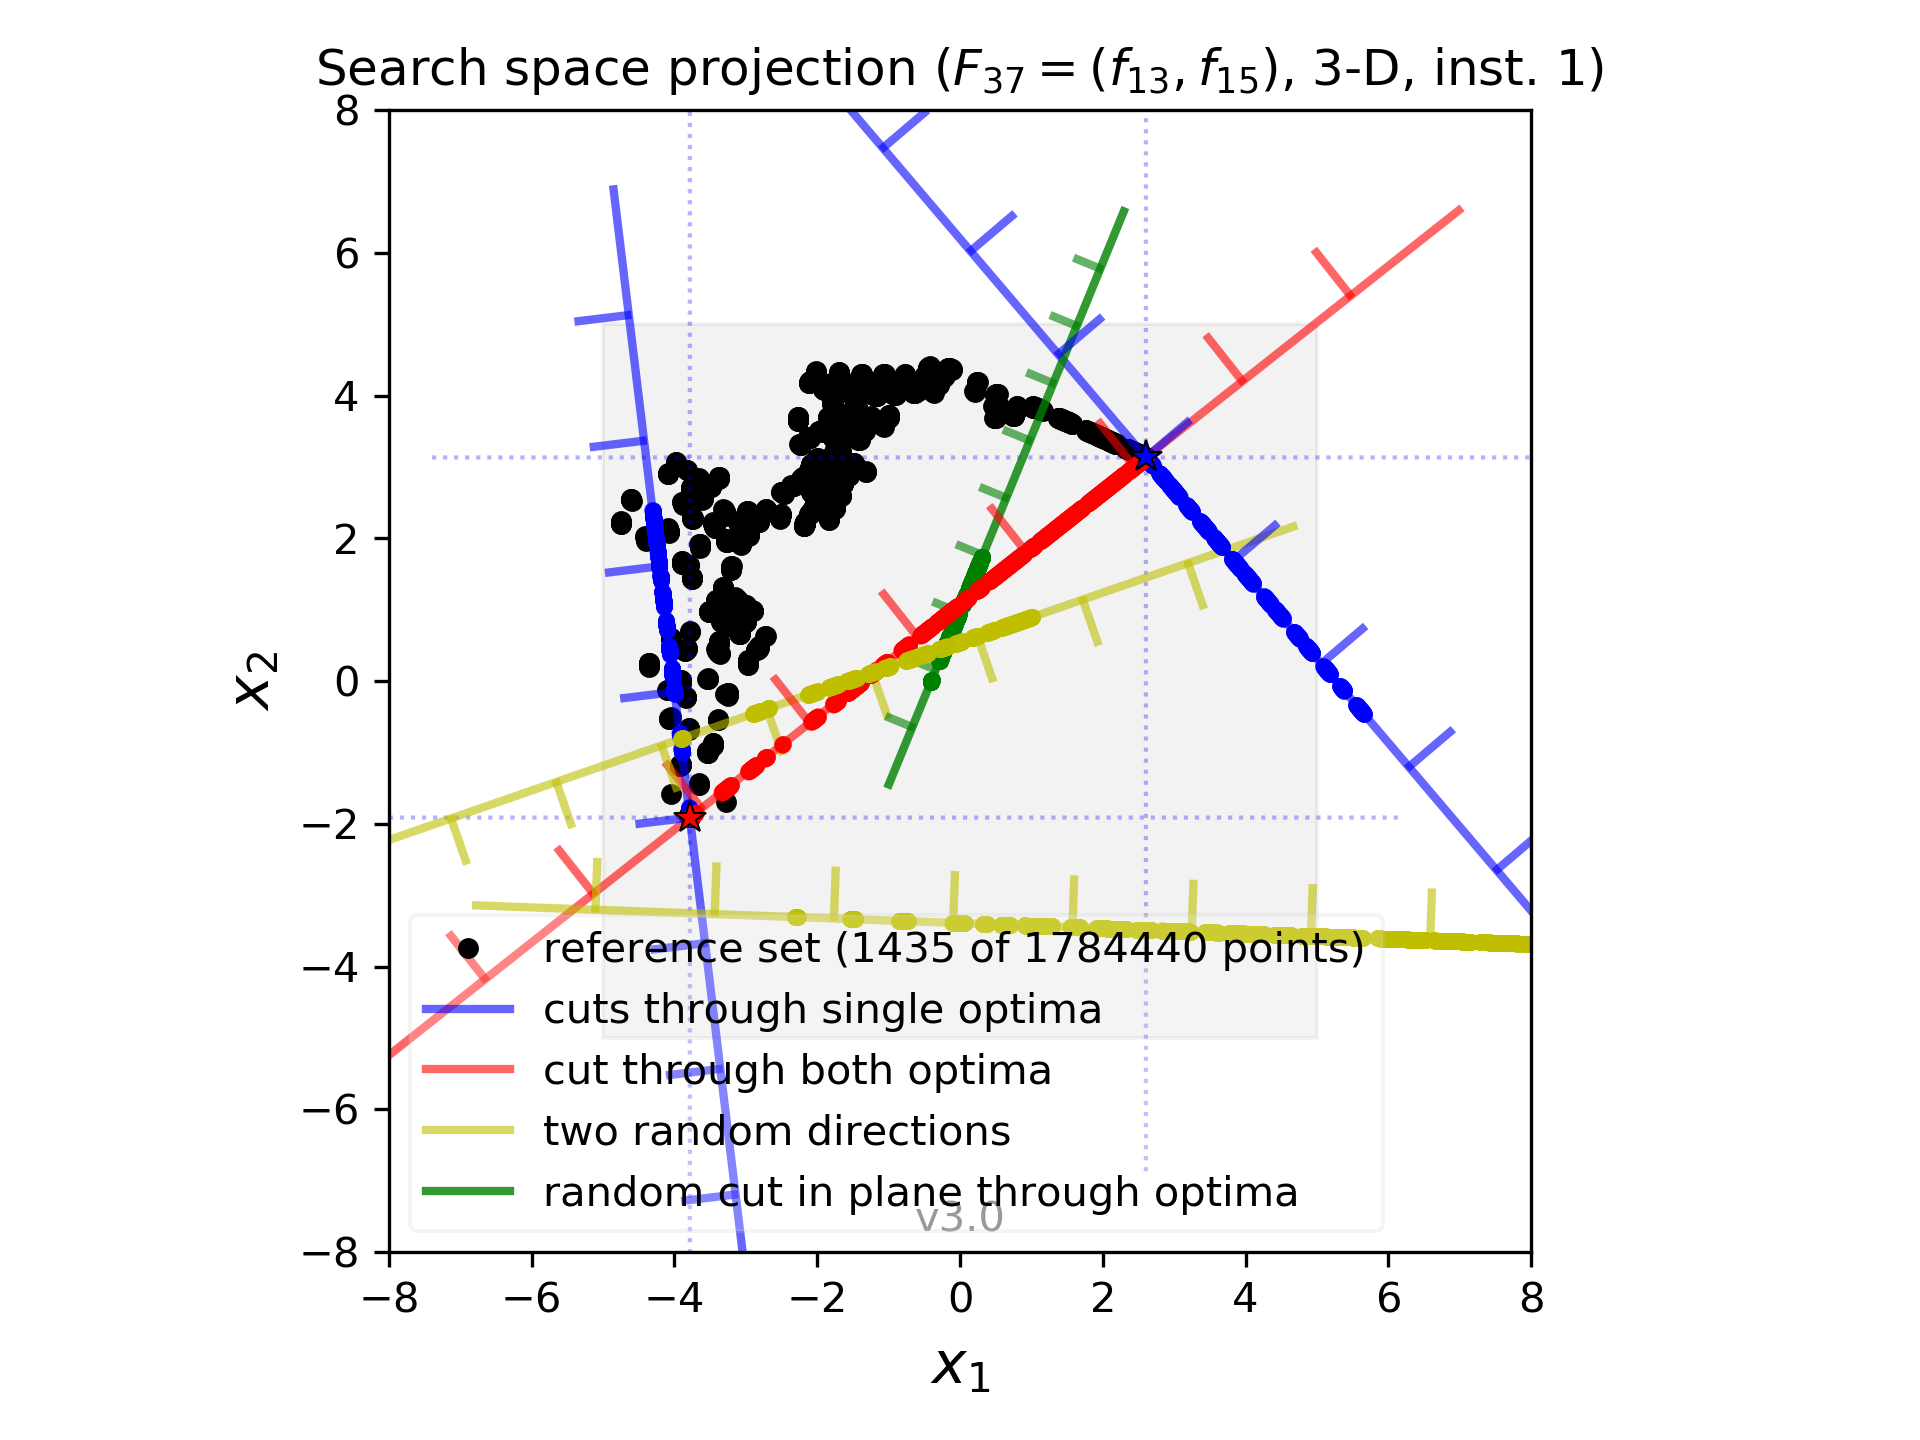 Search space projection (F₃₇ = (f₁₃, f₁₅), 3-D, inst. 1)
8
6
4
2
0
−2
−4
−6
−8
x₂
reference set (1435 of 1784440 points)
cuts through single optima
cut through both optima
two random directions
random cut in plane through optima
v3.0
−8 −6 −4 −2 0 2 4 6 8
x₁